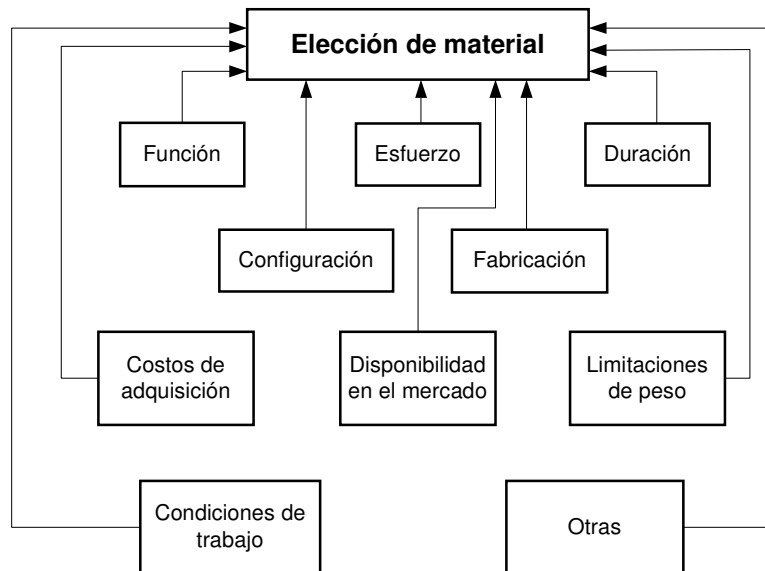 Elección de material
Función
Esfuerzo
Duración
Configuración
Fabricación
Costos de
adquisición
Disponibilidad
en el mercado
Limitaciones
de peso
Condiciones de
trabajo
Otras